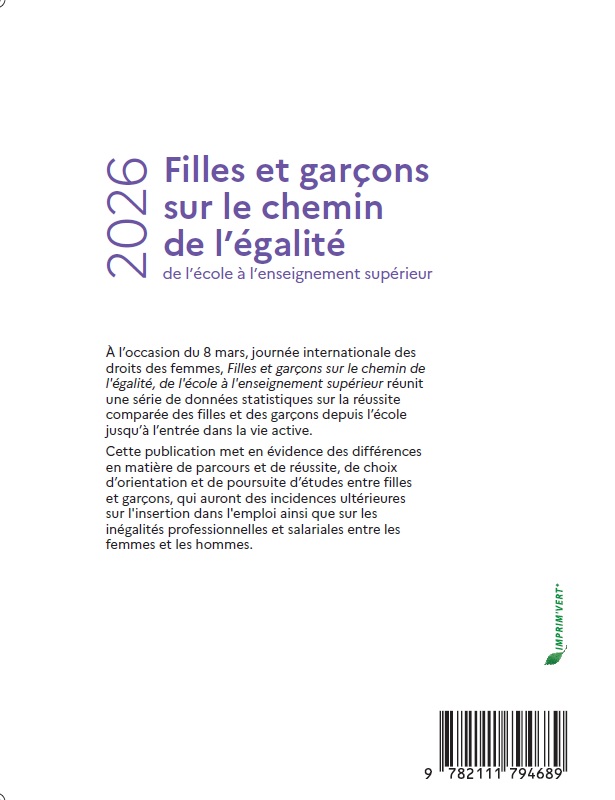 2026
Filles et garçons
sur le chemin
de l’égalité
de l’école à l’enseignement supérieur
À l’occasion du 8 mars, journée internationale des
droits des femmes, Filles et garçons sur le chemin de
l'égalité, de l'école à l'enseignement supérieur réunit
une série de données statistiques sur la réussite
comparée des filles et des garçons depuis l’école
jusqu’à l’entrée dans la vie active.
Cette publication met en évidence des différences
en matière de parcours et de réussite, de choix
d’orientation et de poursuite d’études entre filles
et garçons, qui auront des incidences ultérieures
sur l'insertion dans l'emploi ainsi que sur les
inégalités professionnelles et salariales entre les
femmes et les hommes.
IMPRIM'VERT®
9 782111 794689